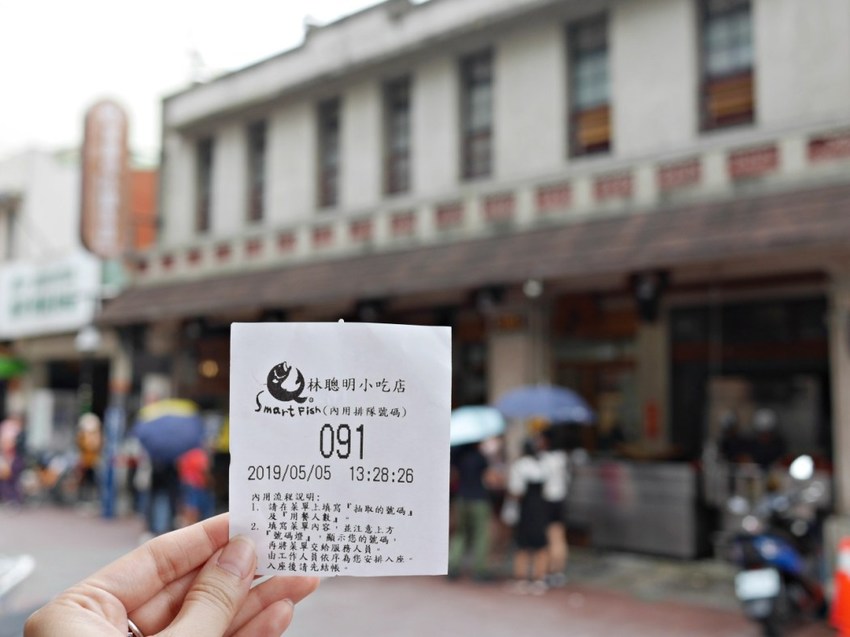 林聰明小吃店
Smart Fish(內用排隊號碼)
091
2019/05/05 13:28:26
內用流程說明:
1. 請在菜單上填寫『抽取的號碼』
及『用餐人數』。
2. 填寫菜單內容,並注意上方
『號碼燈』,顯示您的號碼,
再將菜單交給服務人員。
由工作人員依序為您安排入座。
入座後請先結帳。